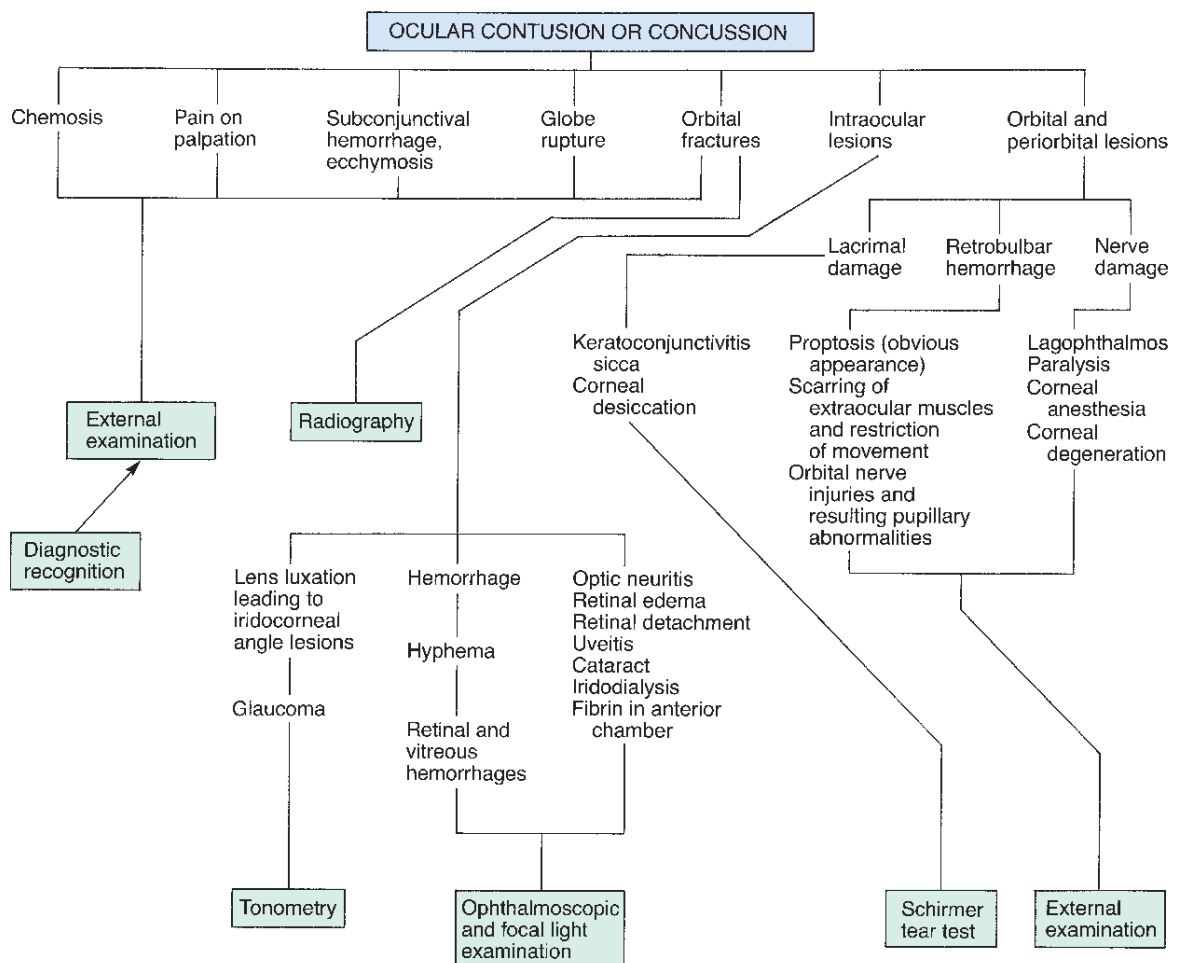 OCULAR CONTUSION OR CONCUSSION
Chemosis
Pain on
palpation
Subconjunctival
hemorrhage,
ecchymosis
Globe
rupture
Orbital
fractures
Intraocular
lesions
Orbital and
periorbital lesions
Lacrimal
damage
Retrobulbar
hemorrhage
Nerve
damage
Keratoconjunctivitis
sicca
Corneal
desiccation
Proptosis (obvious
appearance)
Scarring of
extraocular muscles
and restriction
of movement
Orbital nerve
injuries and
resulting pupillary
abnormalities
Lagophthalmos
Paralysis
Corneal
anesthesia
Corneal
degeneration
External
examination
Radiography
Diagnostic
recognition
Lens luxation
leading to
iridocorneal
angle lesions
Glaucoma
Hemorrhage
Hyphema
Retinal and
vitreous
hemorrhages
Optic neuritis
Retinal edema
Retinal detachment
Uveitis
Cataract
Iridodialysis
Fibrin in anterior
chamber
Tonometry
Ophthalmoscopic
and focal light
examination
Schirmer
tear test
External
examination